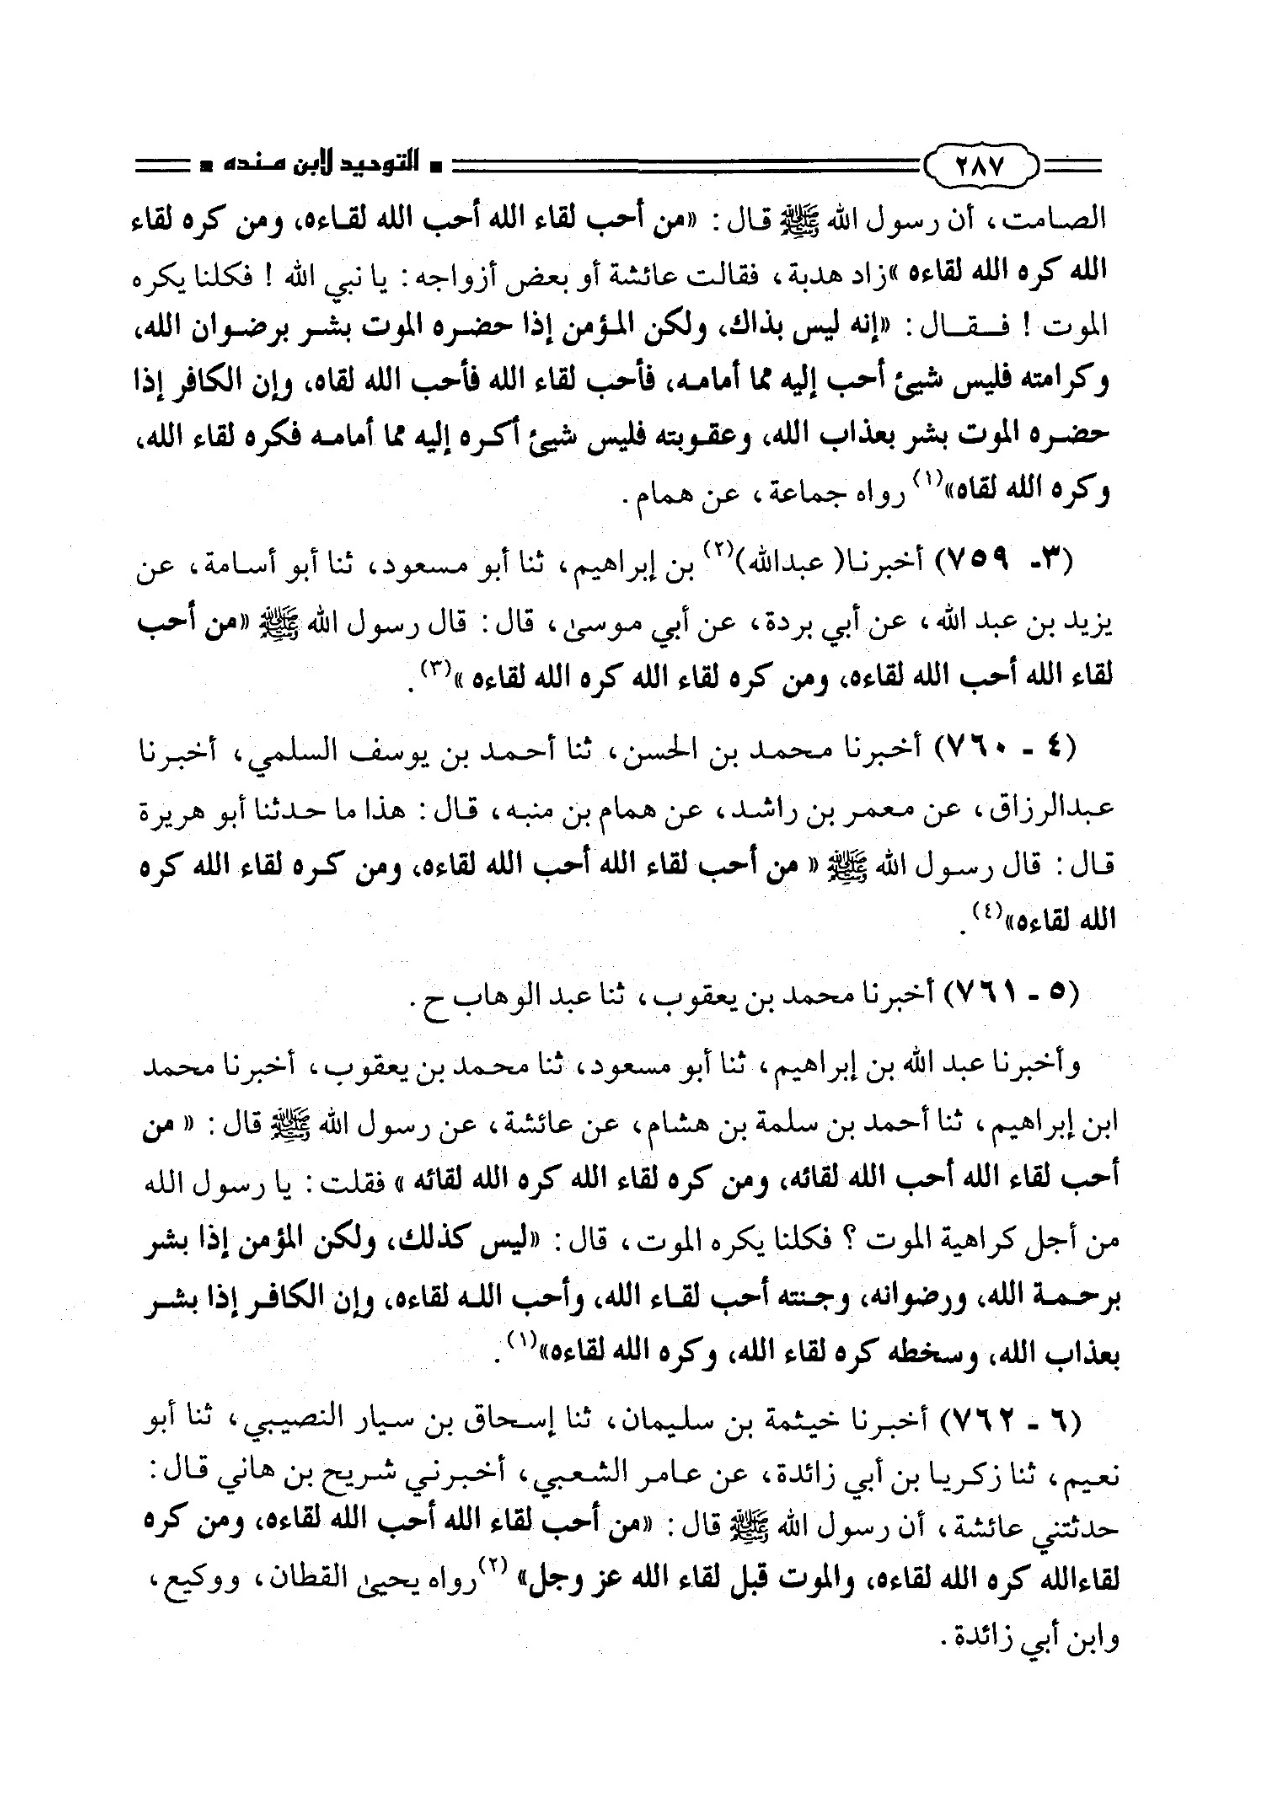 ٢٨٧ ■ التوحيد لابن منده ■
الصامت، أن رسول الله ﷺ قال: «من أحب لقاء الله أحب الله لقاءه، ومن كره لقاء
الله كره الله لقاءه »زاد هدبة، فقالت عائشة أو بعض أزواجه: يا نبي الله ! فكلنا يكره
الموت ! فقال: «إنه ليس بذاك، ولكن المؤمن إذا حضره الموت بشر برضوان الله،
وكرامته فليس شيئ أحب إليه مما أمامه، فأحب لقاء الله فأحب الله لقاه، وإن الكافر إذا
حضره الموت بشر بعذاب الله، وعقوبته فليس شيئ أكره إليه مما أمامه فكره لقاء الله،
وكره الله لقاه»(١) رواه جماعة، عن همام.
(٣- ٧٥٩) أخبرنا( عبدالله)(٢) بن إبراهيم، ثنا أبو مسعود، ثنا أبو أسامة، عن
يزيد بن عبد الله، عن أبي بردة، عن أبي موسىٰ، قال: قال رسول الله ﷺ «من أحب
لقاء الله أحب الله لقاءه، ومن كره لقاء الله كره الله لقاءه »(٣).
(٤ - ٧٦٠) أخبرنا محمد بن الحسن، ثنا أحمد بن يوسف السلمي، أخبرنا
عبدالرزاق، عن معمر بن راشد، عن همام بن منبه، قال: هذا ما حدثنا أبو هريرة
قال: قال رسول الله ﷺ « من أحب لقاء الله أحب الله لقاءه، ومن كره لقاء الله كره
الله لقاءه»(٤).
(٥ - ٧٦١) أخبرنا محمد بن يعقوب، ثنا عبد الوهاب ح.
وأخبرنا عبد الله بن إبراهيم، ثنا أبو مسعود، ثنا محمد بن يعقوب، أخبرنا محمد
ابن إبراهيم، ثنا أحمد بن سلمة بن هشام، عن عائشة، عن رسول الله ﷺ قال: « من
أحب لقاء الله أحب الله لقائه، ومن كره لقاء الله كره الله لقائه » فقلت: يا رسول الله
من أجل كراهية الموت ؟ فكلنا يكره الموت، قال: «ليس كذلك، ولكن المؤمن إذا بشر
برحمة الله، ورضوانه، وجنته أحب لقاء الله، وأحب الله لقاءه، وإن الكافر إذا بشر
بعذاب الله، وسخطه كره لقاء الله، وكره الله لقاءه»(١).
(٦ - ٧٦٢) أخبرنا خيثمة بن سليمان، ثنا إسحاق بن سيار النصيبي، ثنا أبو
نعيم، ثنا زكريا بن أبي زائدة، عن عامر الشعبي، أخبرني شريح بن هاني قال:
حدثتني عائشة، أن رسول الله ﷺ قال: «من أحب لقاء الله أحب الله لقاءه، ومن كره
لقاءالله كره الله لقاءه، والموت قبل لقاء الله عز وجل» (٢)رواه يحيىٰ القطان، ووكيع،
وابن أبي زائدة.